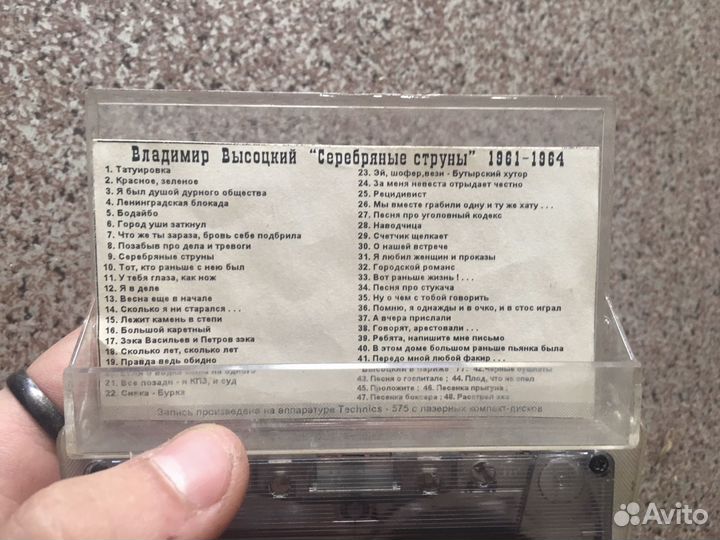 Владимир Высоцкий "Серебряные струны" 1961-1964
1. Татуировка
2. Красное, зеленое
3. Я был душой дурного общества
4. Ленинградская блокада
5. Бодайбо
6. Город уши заткнул
7. Что же ты зараза, бровь себе подбрила
8. Позабыв про дела и тревоги
9. Серебряные струны
10. Тот, кто раньше с нею был
11. У тебя глаза, как нож
12. Я в деле
13. Весна еще в начале
14. Сколько я ни старался . . .
15. Лежит камень в степи
16. Большой каретный
17. Зэка Васильев и Петров зэка
18. Сколько лет, сколько лет
19. Правда ведь обидно
21. Все позади - и КПЗ, и суд
22. Сивка - Бурка
23. Эй, шофер,вези - Бутырский хутор
24. За меня невеста отрыдает честно
25. Рецидивист
26. Мы вместе грабили одну и ту же хату . . .
27. Песня про уголовный кодекс
28. Наводчица
29. Счетчик щелкает
30. О нашей встрече
31. Я любил женщин и проказы
32. Городской романс
33. Вот раньше жизнь ! . . .
34. Песня про стукача
35. Ну о чем с тобой говорить
36. Помню, я однажды и в очко, и в стос играл
37. А вчера прислали
38. Говорят, арестовали . . .
39. Ребята, напишите мне письмо
40. В этом доме большом раньше пьянка была
41. Передо мной любой факир . . .
Высоцкий в Париже '77: 42. Черные бушлаты
43. Песня о госпитале; 44. Плод, что не спел
45. Проложите ; 46. Песенка прыгуна ;
47. Песенка боксера ; 48. Расстрел эха
Запись произведена на аппаратуре Technics - 575 с лазерных компакт-дисков
Avito